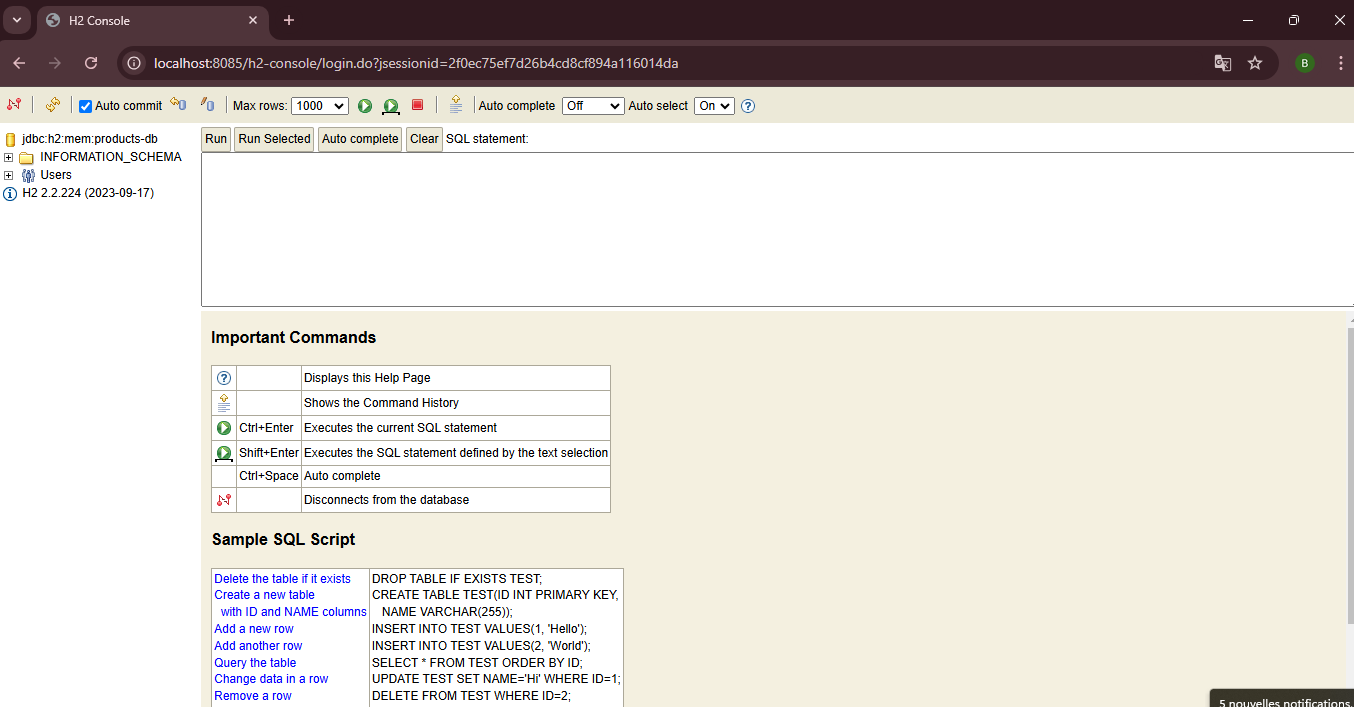 H2 Console
localhost:8085/h2-console/login.do?jsessionid=2f0ec75ef7d26b4cd8cf894a116014da
B
Auto commit Max rows: 1000 Auto complete Off Auto select On
jdbc:h2:mem:products-db
INFORMATION_SCHEMA
Users
H2 2.2.224 (2023-09-17)
Run Run Selected Auto complete Clear SQL statement:
Important Commands
Displays this Help Page
Shows the Command History
Ctrl+Enter Executes the current SQL statement
Shift+Enter Executes the SQL statement defined by the text selection
Ctrl+Space Auto complete
Disconnects from the database
Sample SQL Script
Delete the table if it exists DROP TABLE IF EXISTS TEST;
Create a new table CREATE TABLE TEST(ID INT PRIMARY KEY,
with ID and NAME columns NAME VARCHAR(255));
Add a new row INSERT INTO TEST VALUES(1, 'Hello');
Add another row INSERT INTO TEST VALUES(2, 'World');
Query the table SELECT * FROM TEST ORDER BY ID;
Change data in a row UPDATE TEST SET NAME='Hi' WHERE ID=1;
Remove a row DELETE FROM TEST WHERE ID=2;
5 nouvelles notifications.